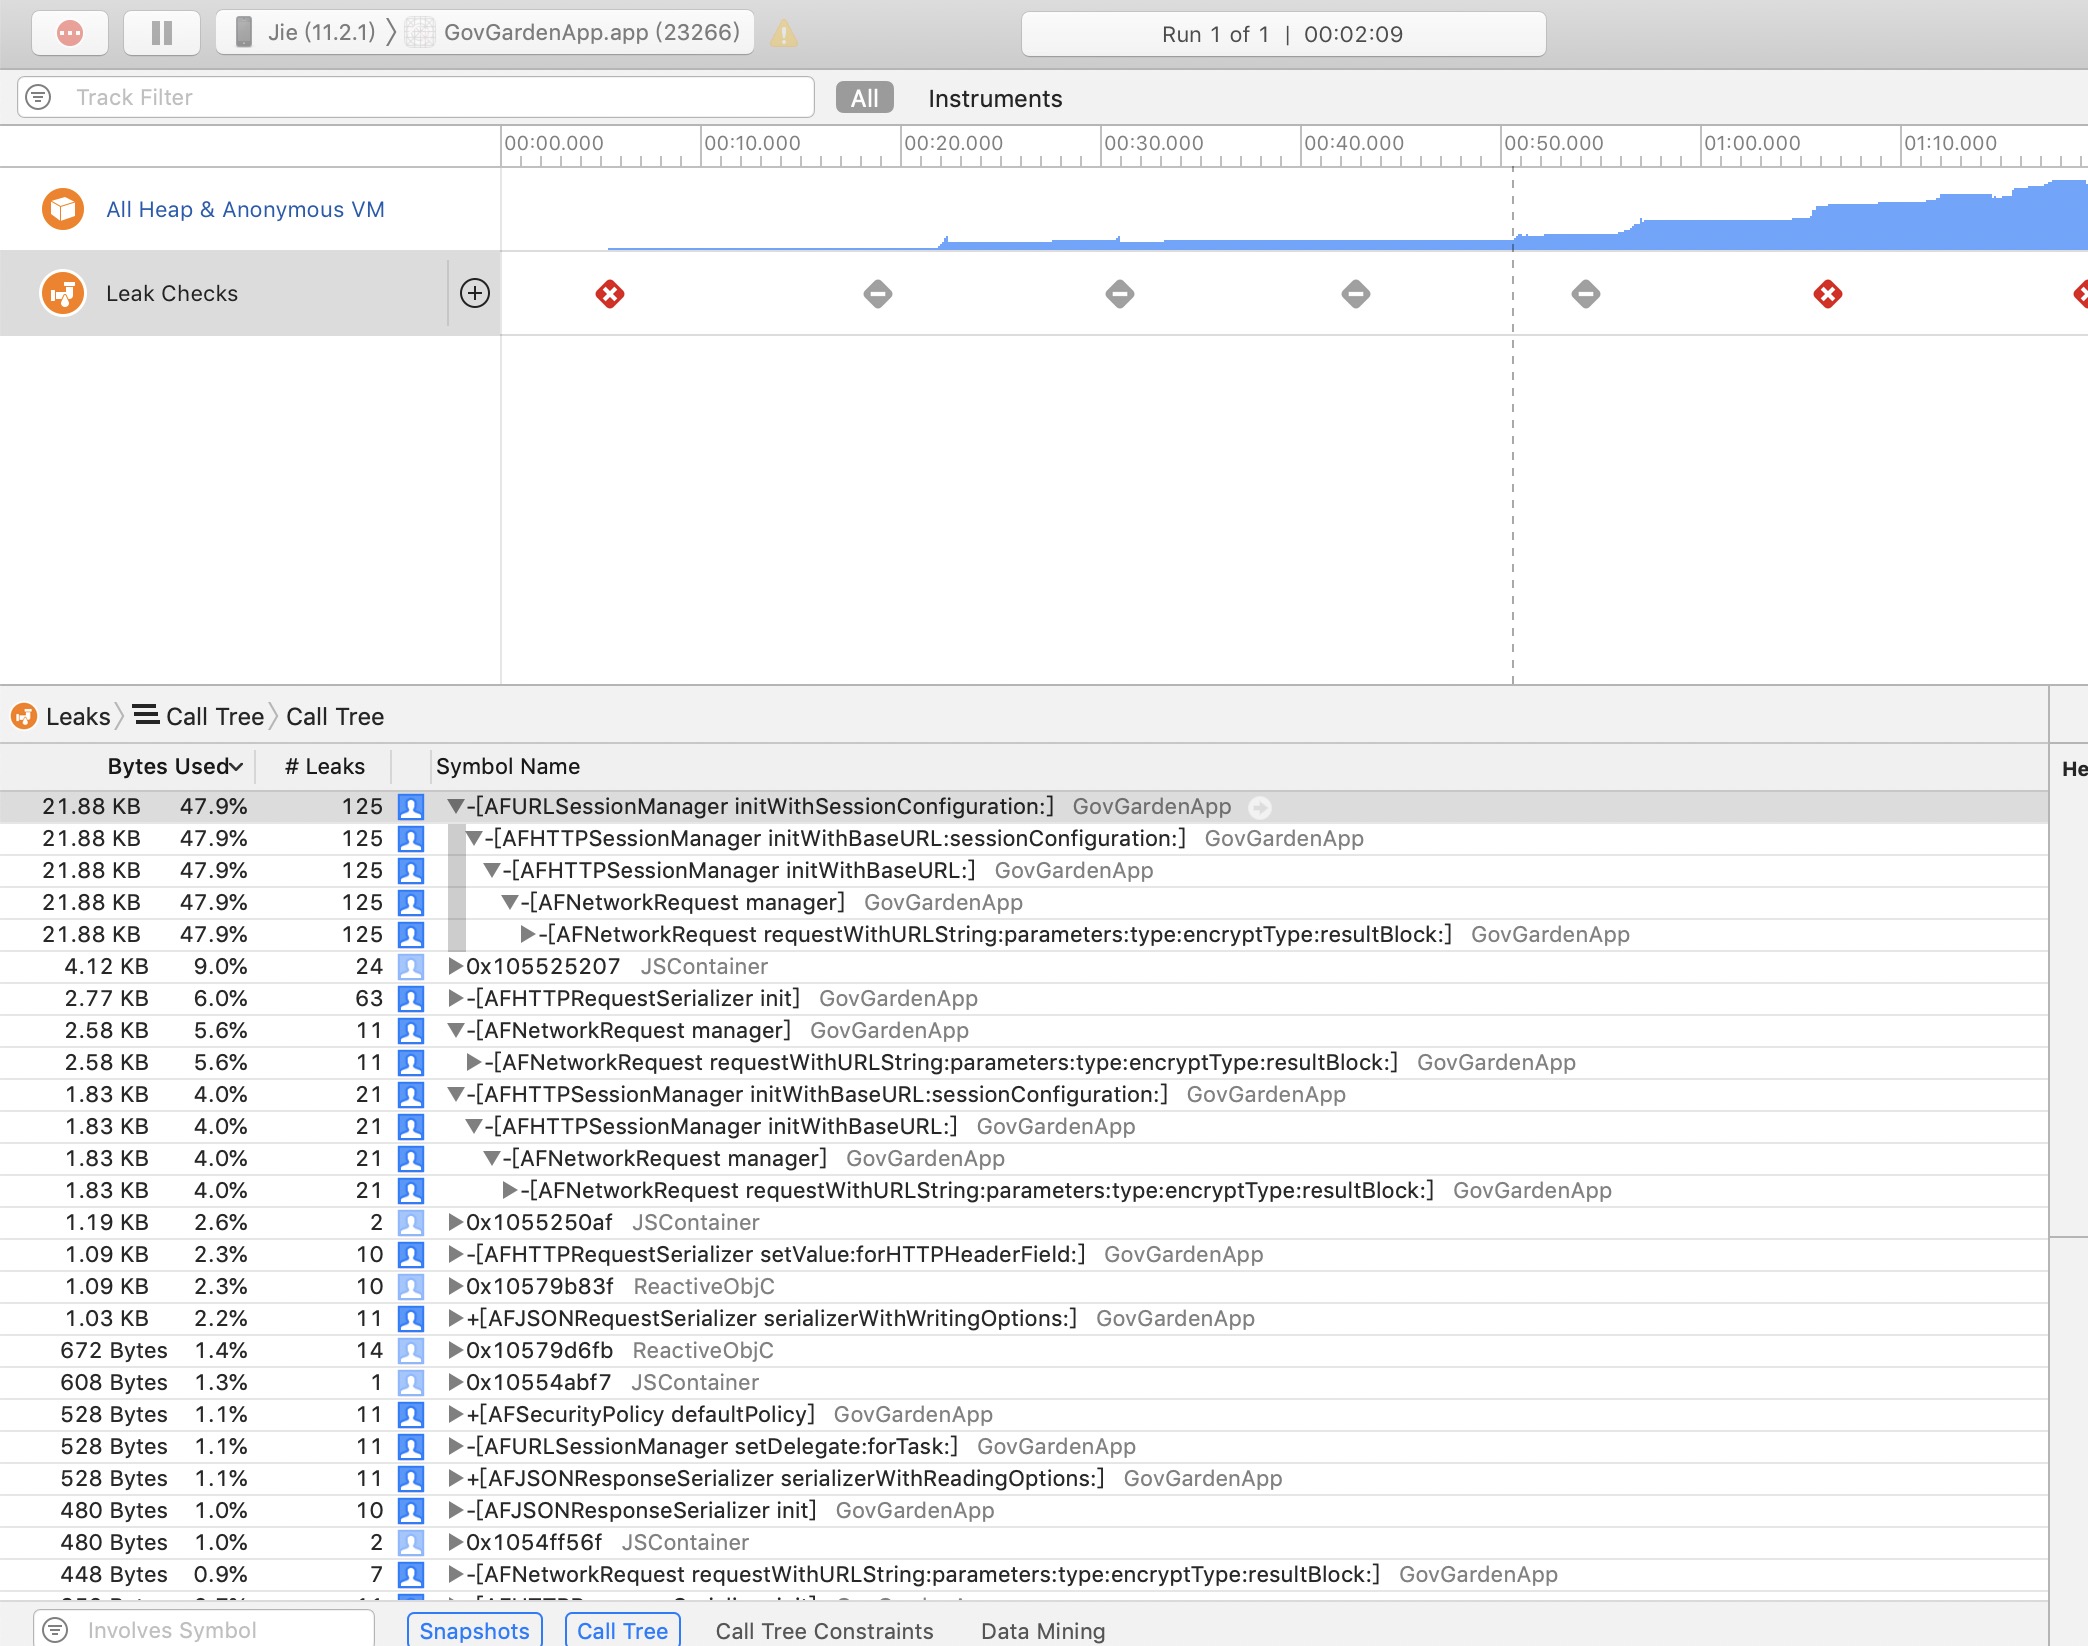 Jie (11.2.1) 〉 GovGardenApp.app (23266)
Run 1 of 1 | 00:02:09
Track Filter
All Instruments
00:00.000 00:10.000 00:20.000 00:30.000 00:40.000 00:50.000 01:00.000 01:10.000
All Heap & Anonymous VM
Leak Checks
Leaks 〉 Call Tree 〉 Call Tree
Bytes Used # Leaks Symbol Name
He
21.88 KB 47.9% 125 -[AFURLSessionManager initWithSessionConfiguration:] GovGardenApp
21.88 KB 47.9% 125 -[AFHTTPSessionManager initWithBaseURL:sessionConfiguration:] GovGardenApp
21.88 KB 47.9% 125 -[AFHTTPSessionManager initWithBaseURL:] GovGardenApp
21.88 KB 47.9% 125 -[AFNetworkRequest manager] GovGardenApp
21.88 KB 47.9% 125 -[AFNetworkRequest requestWithURLString:parameters:type:encryptType:resultBlock:] GovGardenApp
4.12 KB 9.0% 24 0x105525207 JSContainer
2.77 KB 6.0% 63 -[AFHTTPRequestSerializer init] GovGardenApp
2.58 KB 5.6% 11 -[AFNetworkRequest manager] GovGardenApp
2.58 KB 5.6% 11 -[AFNetworkRequest requestWithURLString:parameters:type:encryptType:resultBlock:] GovGardenApp
1.83 KB 4.0% 21 -[AFHTTPSessionManager initWithBaseURL:sessionConfiguration:] GovGardenApp
1.83 KB 4.0% 21 -[AFHTTPSessionManager initWithBaseURL:] GovGardenApp
1.83 KB 4.0% 21 -[AFNetworkRequest manager] GovGardenApp
1.83 KB 4.0% 21 -[AFNetworkRequest requestWithURLString:parameters:type:encryptType:resultBlock:] GovGardenApp
1.19 KB 2.6% 2 0x1055250af JSContainer
1.09 KB 2.3% 10 -[AFHTTPRequestSerializer setValue:forHTTPHeaderField:] GovGardenApp
1.09 KB 2.3% 10 0x10579b83f ReactiveObjC
1.03 KB 2.2% 11 +[AFJSONRequestSerializer serializerWithWritingOptions:] GovGardenApp
672 Bytes 1.4% 14 0x10579d6fb ReactiveObjC
608 Bytes 1.3% 1 0x10554abf7 JSContainer
528 Bytes 1.1% 11 +[AFSecurityPolicy defaultPolicy] GovGardenApp
528 Bytes 1.1% 11 -[AFURLSessionManager setDelegate:forTask:] GovGardenApp
528 Bytes 1.1% 11 +[AFJSONResponseSerializer serializerWithReadingOptions:] GovGardenApp
480 Bytes 1.0% 10 -[AFJSONResponseSerializer init] GovGardenApp
480 Bytes 1.0% 2 0x1054ff56f JSContainer
448 Bytes 0.9% 7 -[AFNetworkRequest requestWithURLString:parameters:type:encryptType:resultBlock:] GovGardenApp
Involves Symbol Snapshots Call Tree Call Tree Constraints Data Mining